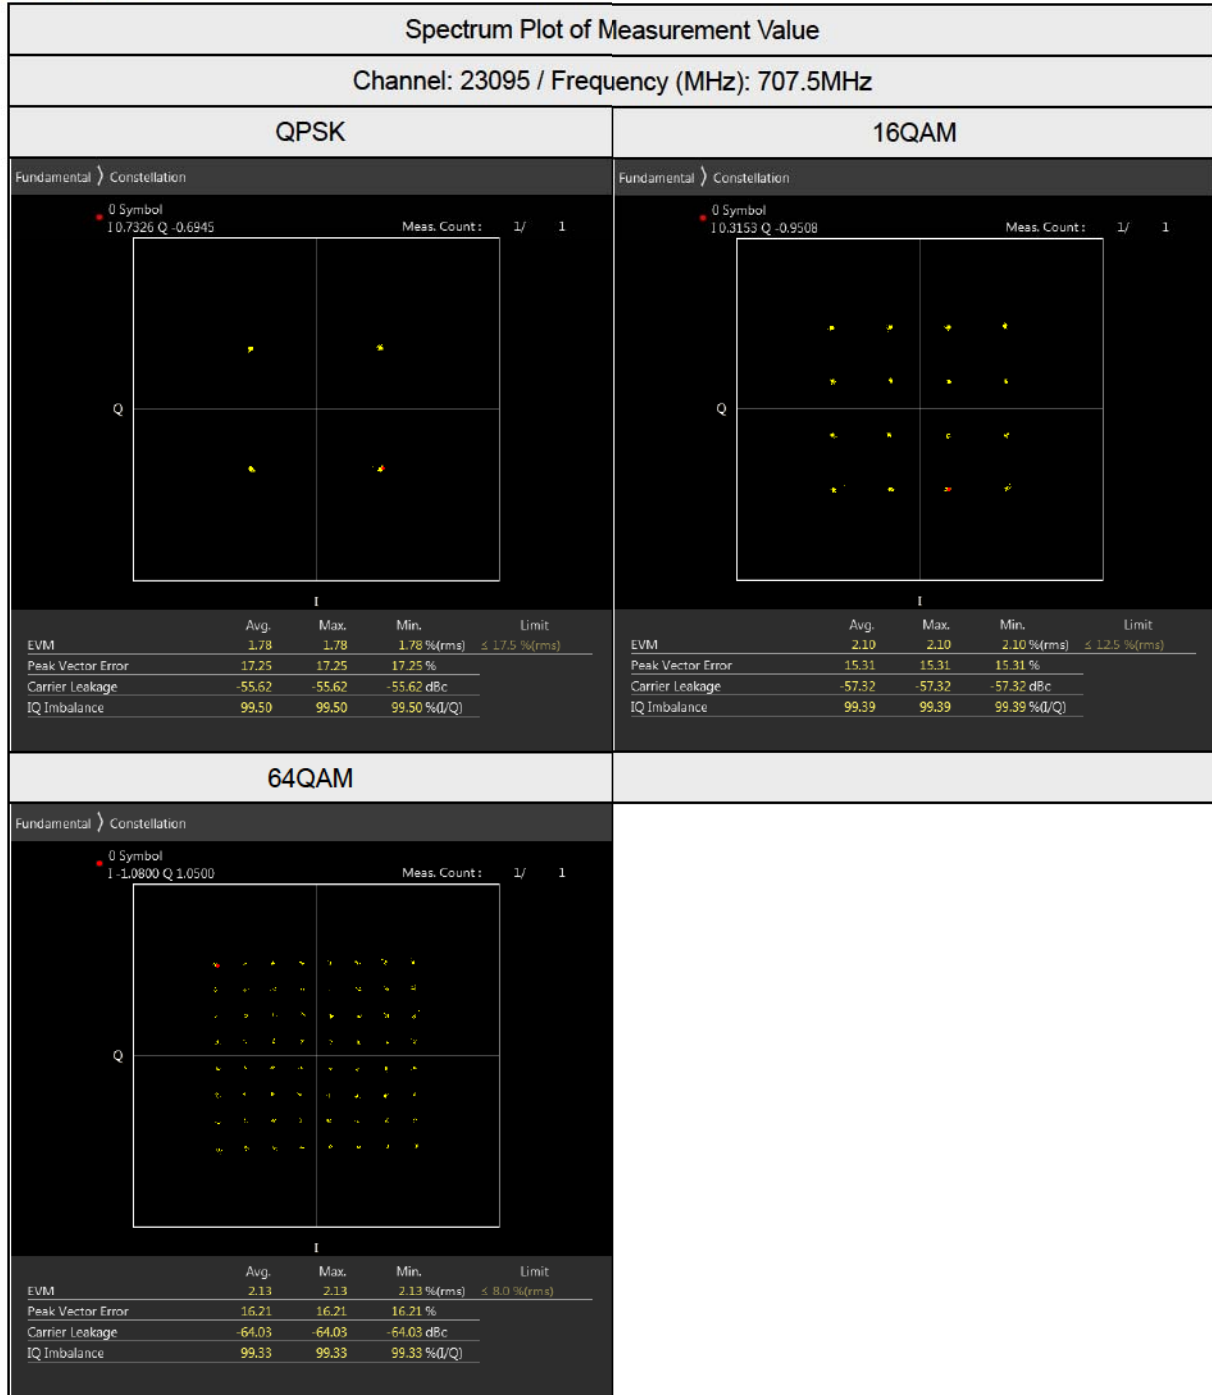 Spectrum Plot of Measurement Value
Channel: 23095 / Frequency (MHz): 707.5MHz
QPSK
16QAM
Fundamental 〉 Constellation
0 Symbol
I 0.7326 Q -0.6945
Meas. Count : 1/ 1
Q
I
Avg. Max. Min. Limit
EVM 1.78 1.78 1.78 %(rms) ≤ 17.5 %(rms)
Peak Vector Error 17.25 17.25 17.25 %
Carrier Leakage -55.62 -55.62 -55.62 dBc
IQ Imbalance 99.50 99.50 99.50 %(I/Q)
Fundamental 〉 Constellation
0 Symbol
I 0.3153 Q -0.9508
Meas. Count : 1/ 1
Q
I
Avg. Max. Min. Limit
EVM 2.10 2.10 2.10 %(rms) ≤ 12.5 %(rms)
Peak Vector Error 15.31 15.31 15.31 %
Carrier Leakage -57.32 -57.32 -57.32 dBc
IQ Imbalance 99.39 99.39 99.39 %(I/Q)
64QAM
Fundamental 〉 Constellation
0 Symbol
I -1.0800 Q 1.0500
Meas. Count : 1/ 1
Q
I
Avg. Max. Min. Limit
EVM 2.13 2.13 2.13 %(rms) ≤ 8.0 %(rms)
Peak Vector Error 16.21 16.21 16.21 %
Carrier Leakage -64.03 -64.03 -64.03 dBc
IQ Imbalance 99.33 99.33 99.33 %(I/Q)